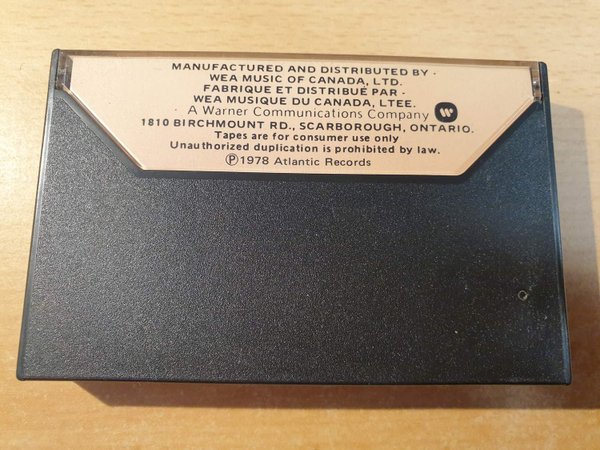 MANUFACTURED AND DISTRIBUTED BY ·
WEA MUSIC OF CANADA, LTD.
FABRIQUE ET DISTRIBUÉ PAR ·
WEA MUSIQUE DU CANADA, LTEE.
A Warner Communications Company
1810 BIRCHMOUNT RD., SCARBOROUGH, ONTARIO.
Tapes are for consumer use only
Unauthorized duplication is prohibited by law.
Ⓟ1978 Atlantic Records